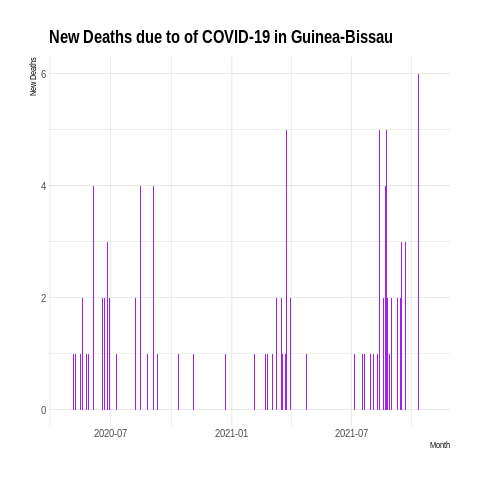 New Deaths due to of COVID-19 in Guinea-Bissau
New Deaths
6
4
2
0
2020-07
2021-01
2021-07
Month